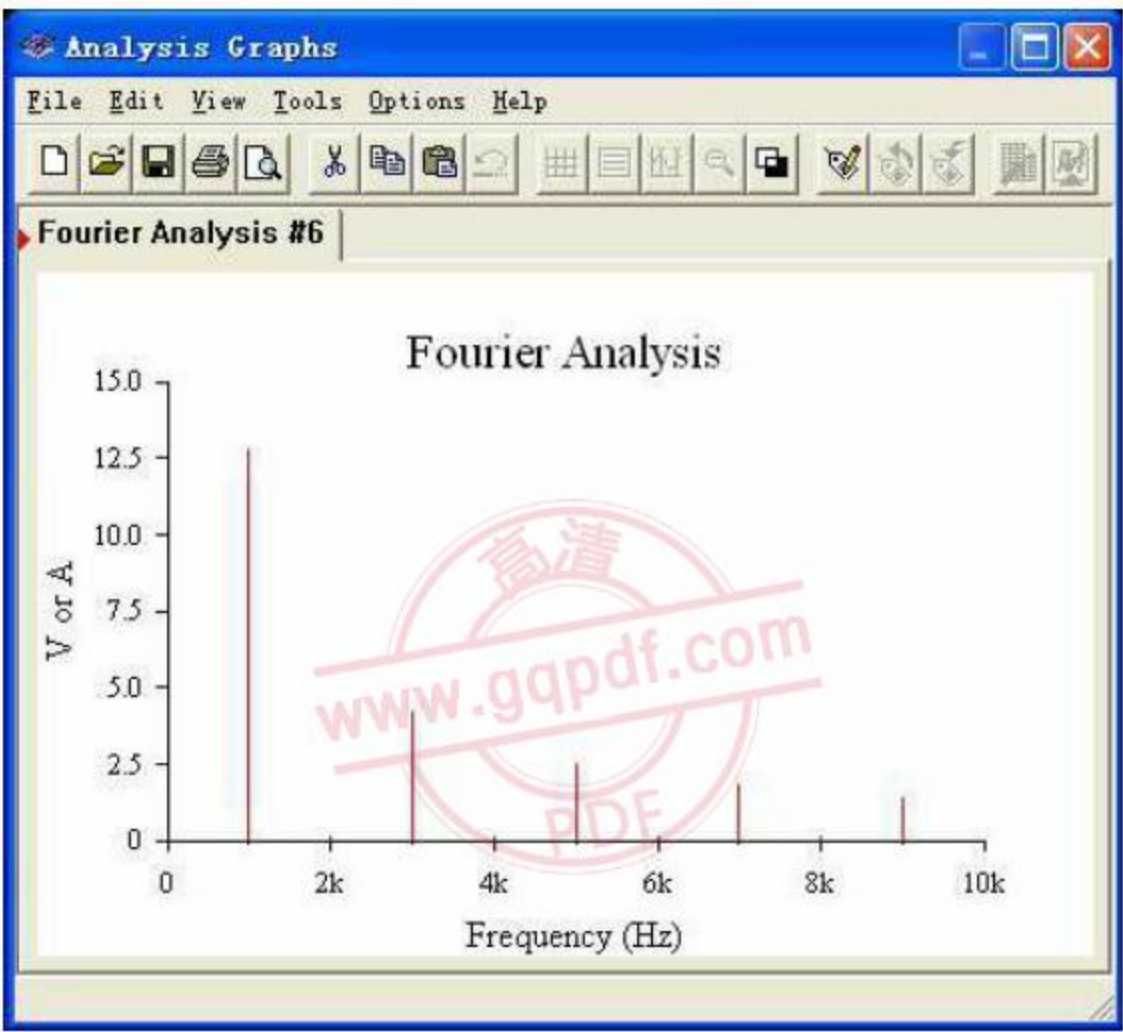 Analysis Graphs
File Edit View Tools Options Help
Fourier Analysis #6
Fourier Analysis
15.0
12.5
10.0
7.5
5.0
2.5
0
V or A
0 2k 4k 6k 8k 10k
Frequency (Hz)
高清
www.gqpdf.com
PDF